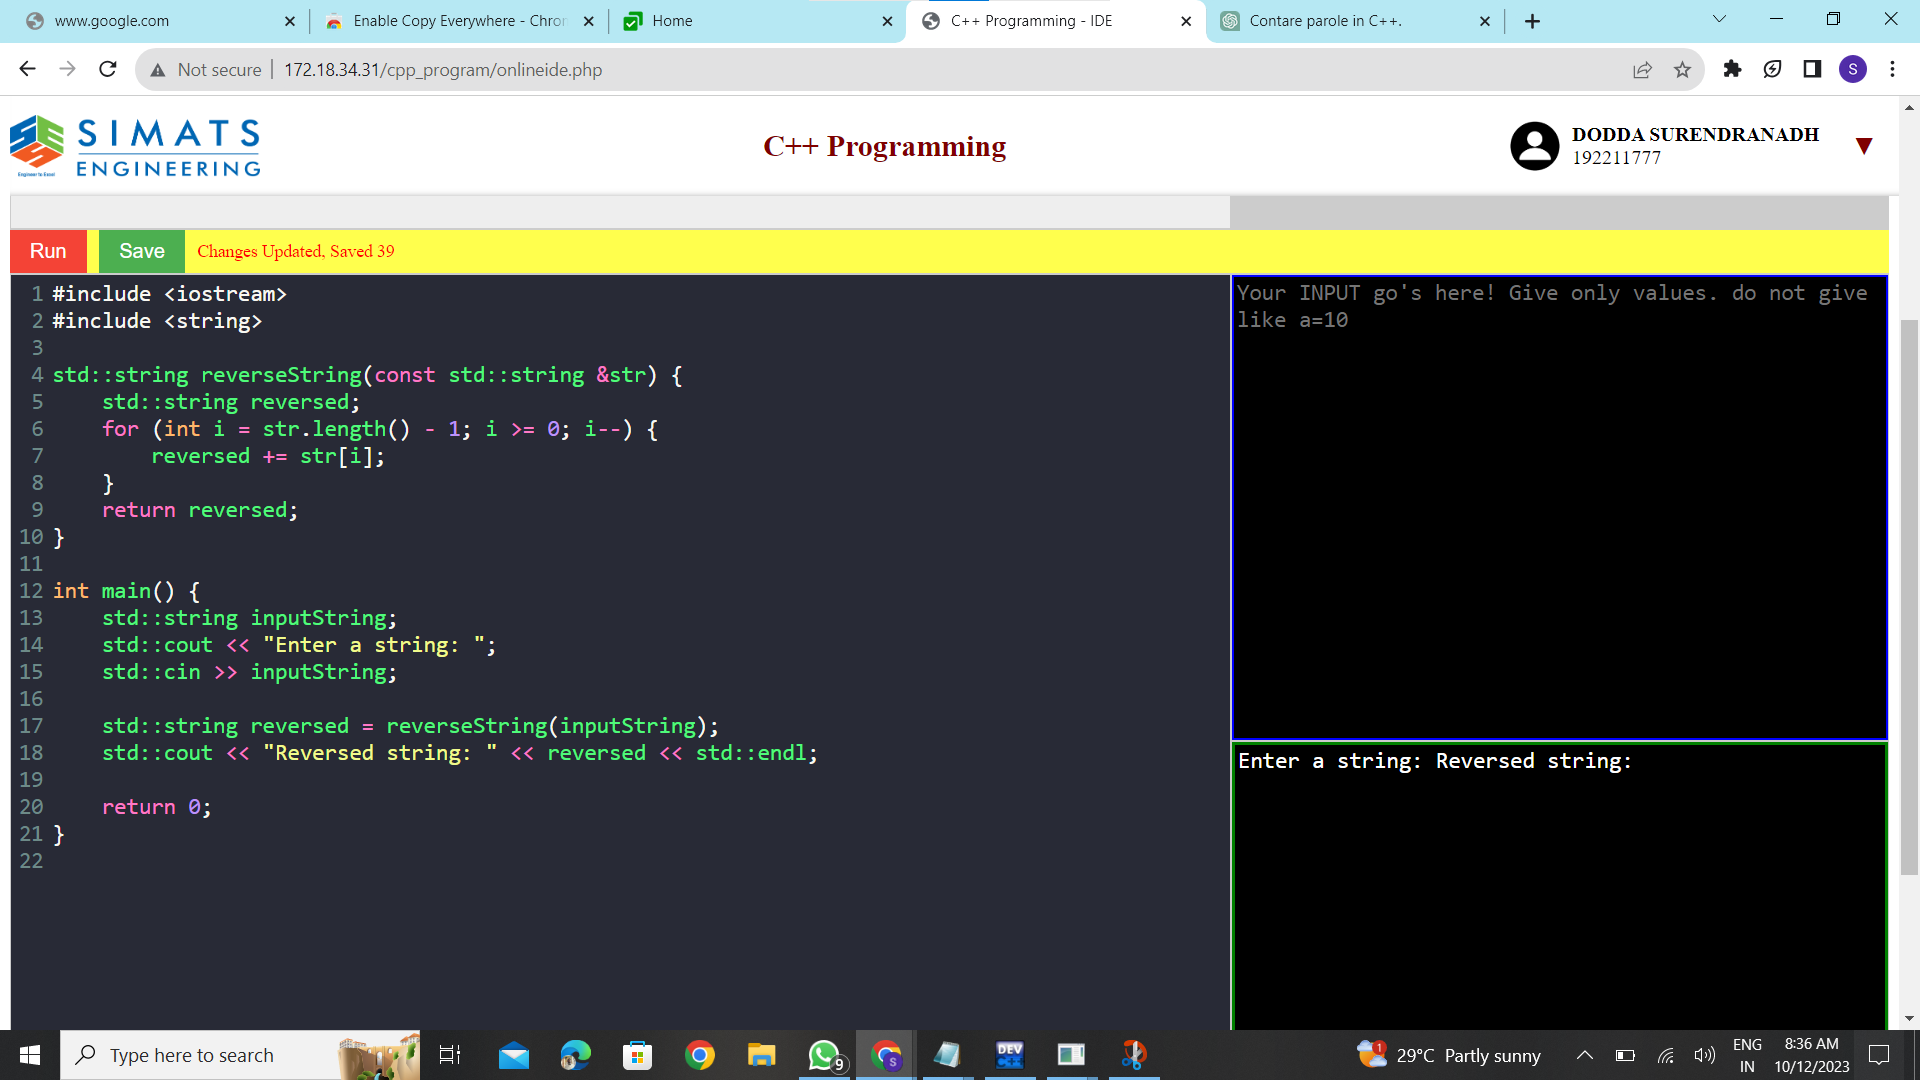 www.google.com
Enable Copy Everywhere - Chron
Home
C++ Programming - IDE
Contare parole in C++.
Not secure
172.18.34.31/cpp_program/onlineide.php
S
SIMATS
ENGINEERING
Engineer to Excel
C++ Programming
DODDA SURENDRANADH
192211777
Run
Save
Changes Updated, Saved 39
1 #include <iostream>
2 #include <string>
3
4 std::string reverseString(const std::string &str) {
5     std::string reversed;
6     for (int i = str.length() - 1; i >= 0; i--) {
7         reversed += str[i];
8     }
9     return reversed;
10 }
11
12 int main() {
13     std::string inputString;
14     std::cout << "Enter a string: ";
15     std::cin >> inputString;
16
17     std::string reversed = reverseString(inputString);
18     std::cout << "Reversed string: " << reversed << std::endl;
19
20     return 0;
21 }
22
Your INPUT go's here! Give only values. do not give
like a=10
Enter a string: Reversed string:
Type here to search
9
S
DEV
C++
1
29°C Partly sunny
ENG
IN
8:36 AM
10/12/2023